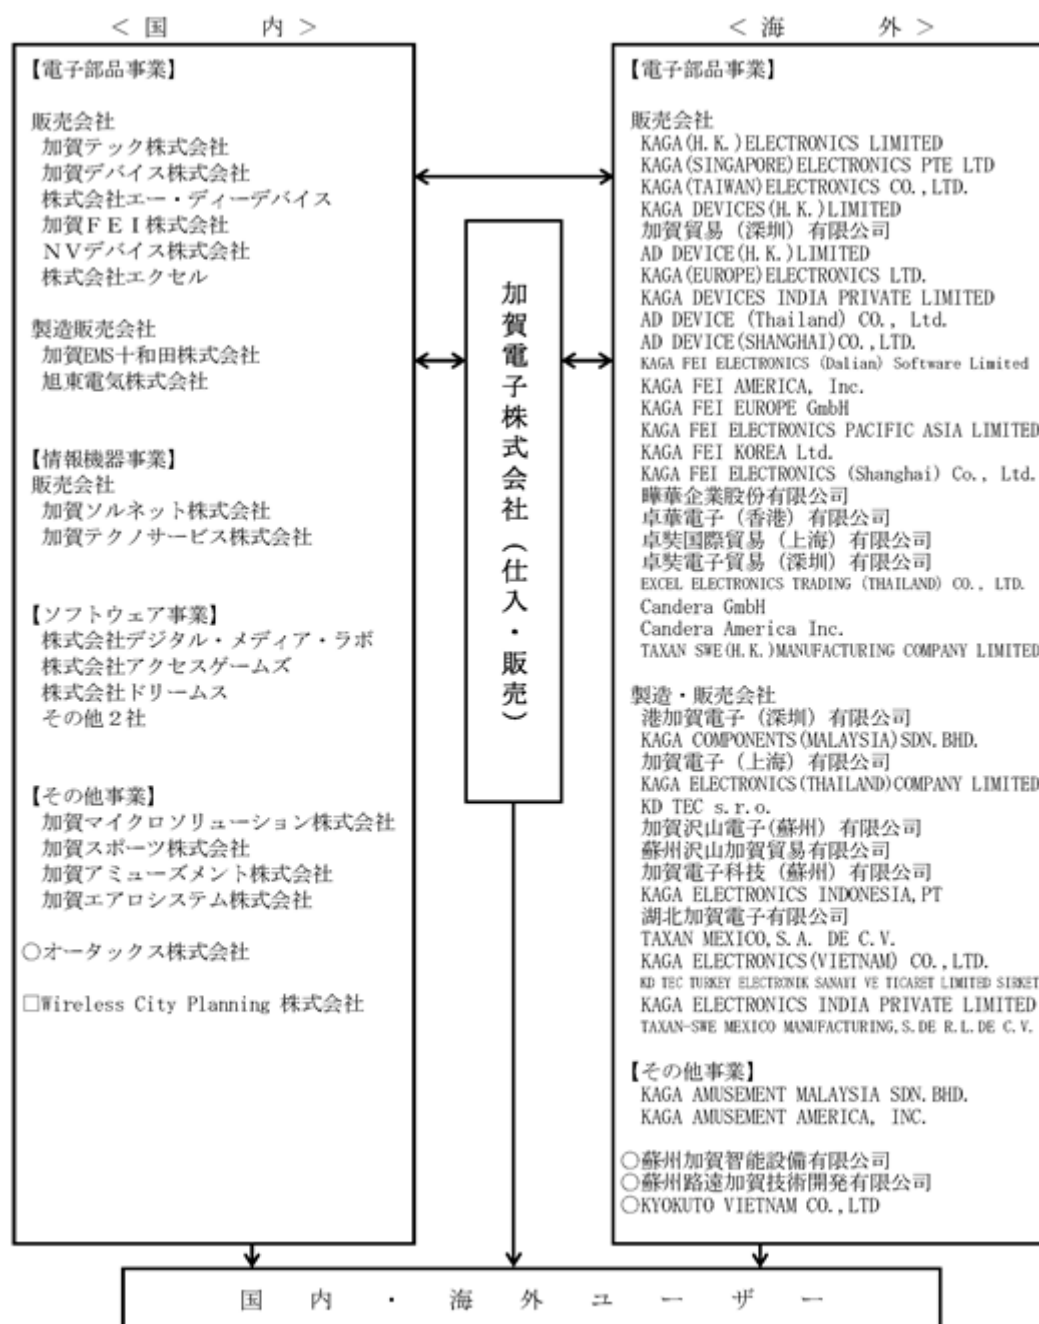 ＜国　　内＞
【電子部品事業】
販売会社
加賀テック株式会社
加賀デバイス株式会社
株式会社エー・ディーデバイス
加賀ＦＥＩ株式会社
ＮＶデバイス株式会社
株式会社エクセル
製造販売会社
加賀EMS十和田株式会社
旭東電気株式会社
【情報機器事業】
販売会社
加賀ソルネット株式会社
加賀テクノサービス株式会社
【ソフトウェア事業】
株式会社デジタル・メディア・ラボ
株式会社アクセスゲームズ
株式会社ドリームス
その他２社
【その他事業】
加賀マイクロソリューション株式会社
加賀スポーツ株式会社
加賀アミューズメント株式会社
加賀エアロシステム株式会社
○オータックス株式会社
□Wireless City Planning 株式会社
加賀電子株式会社（仕入・販売）
＜海　　外＞
【電子部品事業】
販売会社
KAGA(H.K.)ELECTRONICS LIMITED
KAGA(SINGAPORE)ELECTRONICS PTE LTD
KAGA(TAIWAN)ELECTRONICS CO.,LTD.
KAGA DEVICES(H.K.)LIMITED
加賀貿易（深圳）有限公司
AD DEVICE(H.K.)LIMITED
KAGA(EUROPE)ELECTRONICS LTD.
KAGA DEVICES INDIA PRIVATE LIMITED
AD DEVICE (Thailand) CO., Ltd.
AD DEVICE(SHANGHAI)CO.,LTD.
KAGA FEI ELECTRONICS (Dalian) Software Limited
KAGA FEI AMERICA, Inc.
KAGA FEI EUROPE GmbH
KAGA FEI ELECTRONICS PACIFIC ASIA LIMITED
KAGA FEI KOREA Ltd.
KAGA FEI ELECTRONICS (Shanghai) Co., Ltd.
曄華企業股份有限公司
卓華電子（香港）有限公司
卓奘国際貿易（上海）有限公司
卓奘電子貿易（深圳）有限公司
EXCEL ELECTRONICS TRADING (THAILAND) CO., LTD.
Candera GmbH
Candera America Inc.
TAXAN SWE(H.K.)MANUFACTURING COMPANY LIMITED
製造・販売会社
港加賀電子（深圳）有限公司
KAGA COMPONENTS(MALAYSIA)SDN.BHD.
加賀電子（上海）有限公司
KAGA ELECTRONICS(THAILAND)COMPANY LIMITED
KD TEC s.r.o.
加賀沢山電子(蘇州）有限公司
蘇州沢山加賀貿易有限公司
加賀電子科技（蘇州）有限公司
KAGA ELECTRONICS INDONESIA,PT
湖北加賀電子有限公司
TAXAN MEXICO,S.A. DE C.V.
KAGA ELECTRONICS(VIETNAM) CO.,LTD.
KD TEC TURKEY ELECTRONIK SANAYI VE TICARET LIMITED SIRKET
KAGA ELECTRONICS INDIA PRIVATE LIMITED
TAXAN-SWE MEXICO MANUFACTURING,S.DE R.L.DE C.V.
【その他事業】
KAGA AMUSEMENT MALAYSIA SDN.BHD.
KAGA AMUSEMENT AMERICA, INC.
○蘇州加賀智能設備有限公司
○蘇州路遠加賀技術開発有限公司
○KYOKUTO VIETNAM CO.,LTD
国内・海外ユーザー